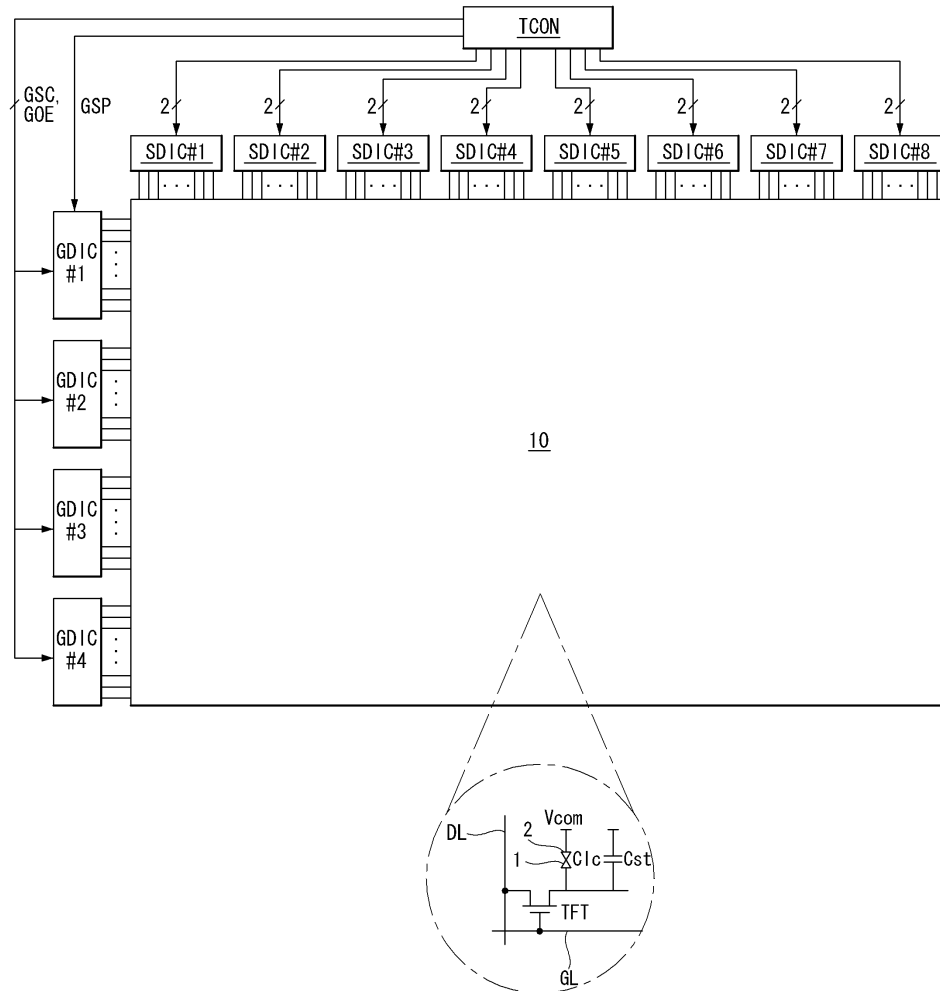 TCON
GSC,
GOE
GSP
2 2 2 2 2 2 2 2
SDIC#1 SDIC#2 SDIC#3 SDIC#4 SDIC#5 SDIC#6 SDIC#7 SDIC#8
GDIC
#1
GDIC
#2
10
GDIC
#3
GDIC
#4
Vcom
DL
2
1
Clc
Cst
TFT
GL